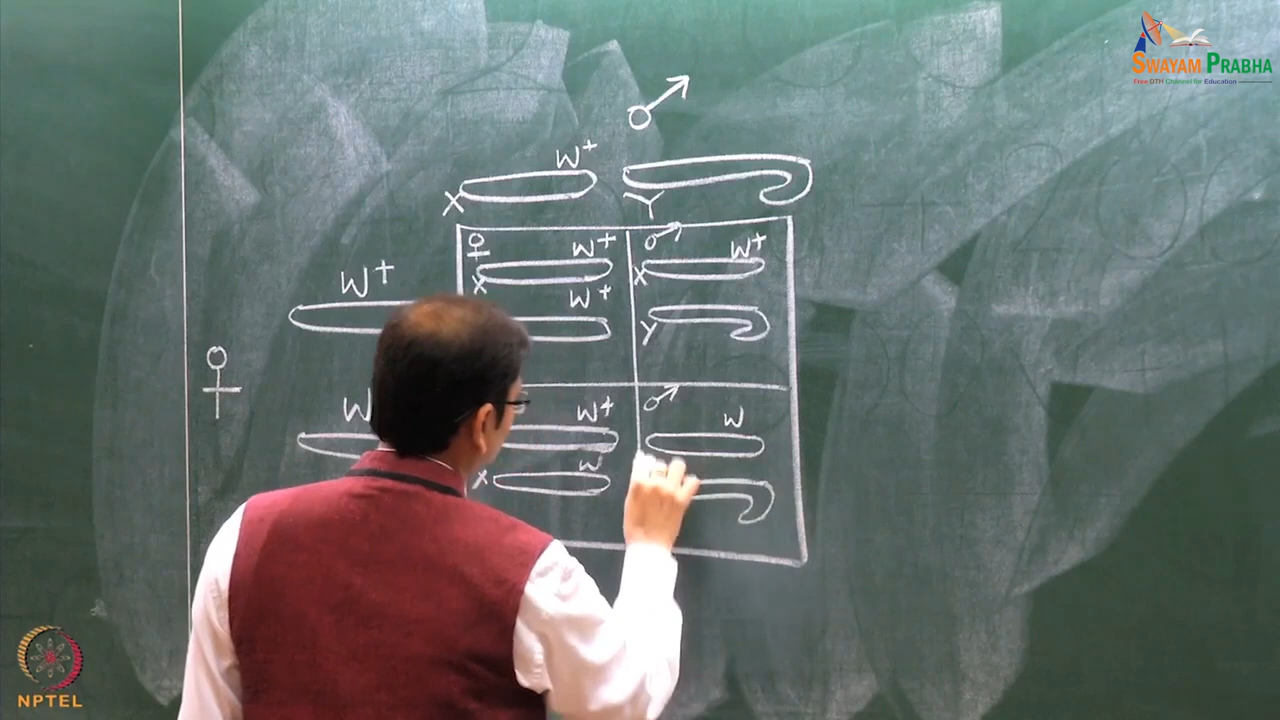 SWAYAM PRABHA
Free DTH Channel for Education
♂
W+
X
Y
♀
W+
♂
W+
X
W+
X
Y
W+
♀
W
W+
♂
W
X
W
NPTEL